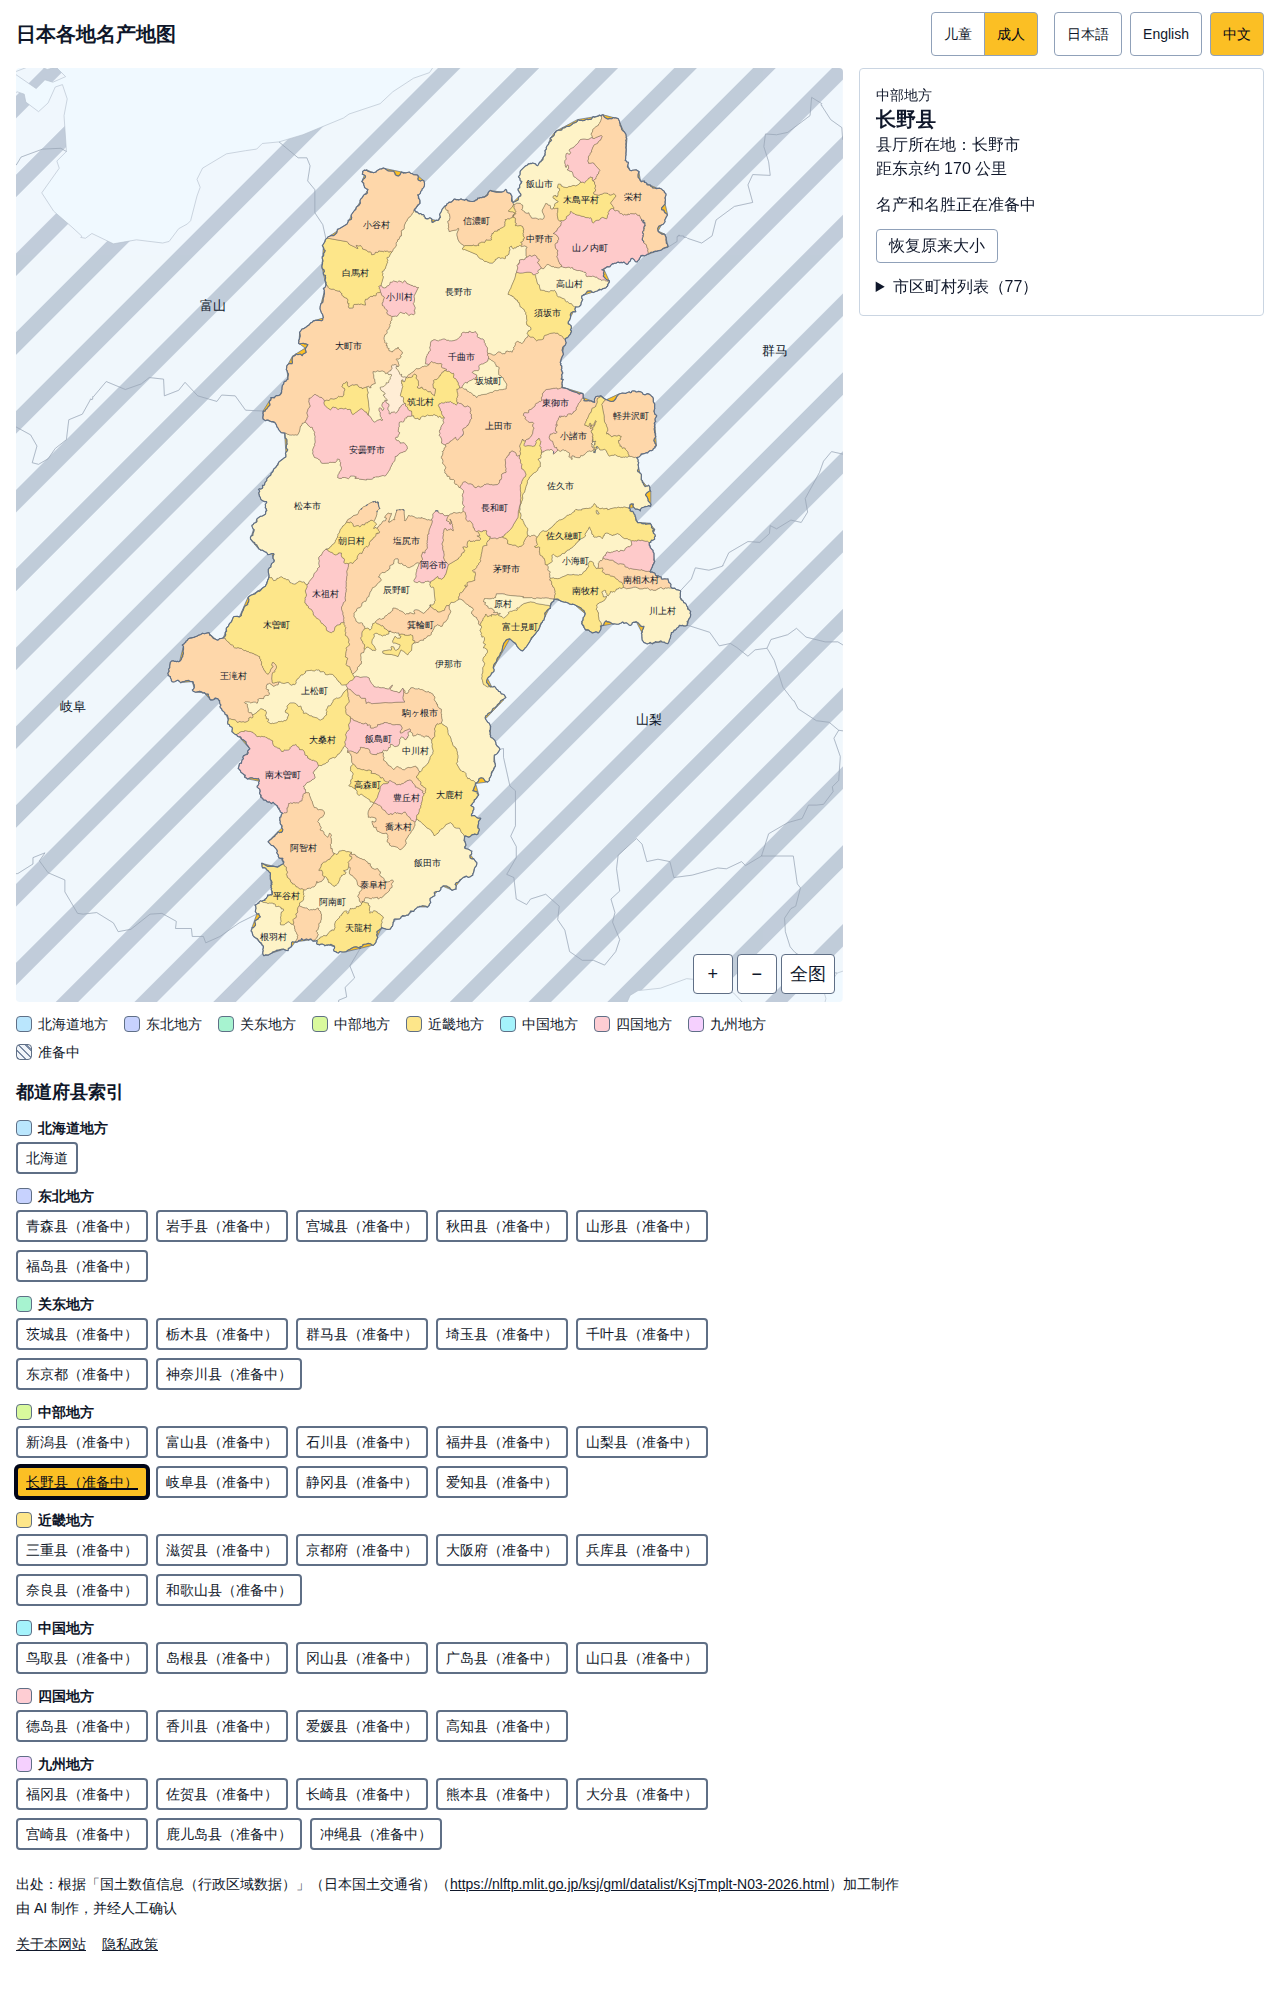 日本各地名产地图
儿童 成人 日本語 English 中文
中部地方
长野县
县厅所在地：长野市
距东京约 170 公里
名产和名胜正在准备中
恢复原来大小
▶ 市区町村列表（77）
飯山市
木島平村
栄村
小谷村
信濃町
中野市
山ノ内町
白馬村
小川村
長野市
高山村
須坂市
富山
大町市
千曲市
群马
坂城町
筑北村
東御市
軽井沢町
上田市
小諸市
安曇野市
佐久市
松本市
長和町
朝日村
塩尻市
佐久穂町
岡谷市
小海町
茅野市
南相木村
木祖村
辰野町
南牧村
原村
川上村
木曽町
箕輪町
富士見町
伊那市
王滝村
上松町
岐阜
駒ヶ根市
山梨
大桑村
飯島町
中川村
南木曽町
高森町
豊丘村
大鹿村
喬木村
阿智村
飯田市
泰阜村
平谷村
阿南町
天龍村
根羽村
+ − 全图
北海道地方 东北地方 关东地方 中部地方 近畿地方 中国地方 四国地方 九州地方
准备中
都道府县索引
北海道地方
北海道
东北地方
青森县（准备中） 岩手县（准备中） 宫城县（准备中） 秋田县（准备中） 山形县（准备中）
福岛县（准备中）
关东地方
茨城县（准备中） 栃木县（准备中） 群马县（准备中） 埼玉县（准备中） 千叶县（准备中）
东京都（准备中） 神奈川县（准备中）
中部地方
新潟县（准备中） 富山县（准备中） 石川县（准备中） 福井县（准备中） 山梨县（准备中）
长野县（准备中） 岐阜县（准备中） 静冈县（准备中） 爱知县（准备中）
近畿地方
三重县（准备中） 滋贺县（准备中） 京都府（准备中） 大阪府（准备中） 兵库县（准备中）
奈良县（准备中） 和歌山县（准备中）
中国地方
鸟取县（准备中） 岛根县（准备中） 冈山县（准备中） 广岛县（准备中） 山口县（准备中）
四国地方
德岛县（准备中） 香川县（准备中） 爱媛县（准备中） 高知县（准备中）
九州地方
福冈县（准备中） 佐贺县（准备中） 长崎县（准备中） 熊本县（准备中） 大分县（准备中）
宫崎县（准备中） 鹿儿岛县（准备中） 冲绳县（准备中）
出处：根据「国土数值信息（行政区域数据）」（日本国土交通省）（https://nlftp.mlit.go.jp/ksj/gml/datalist/KsjTmplt-N03-2026.html）加工制作
由 AI 制作，并经人工确认
关于本网站 隐私政策